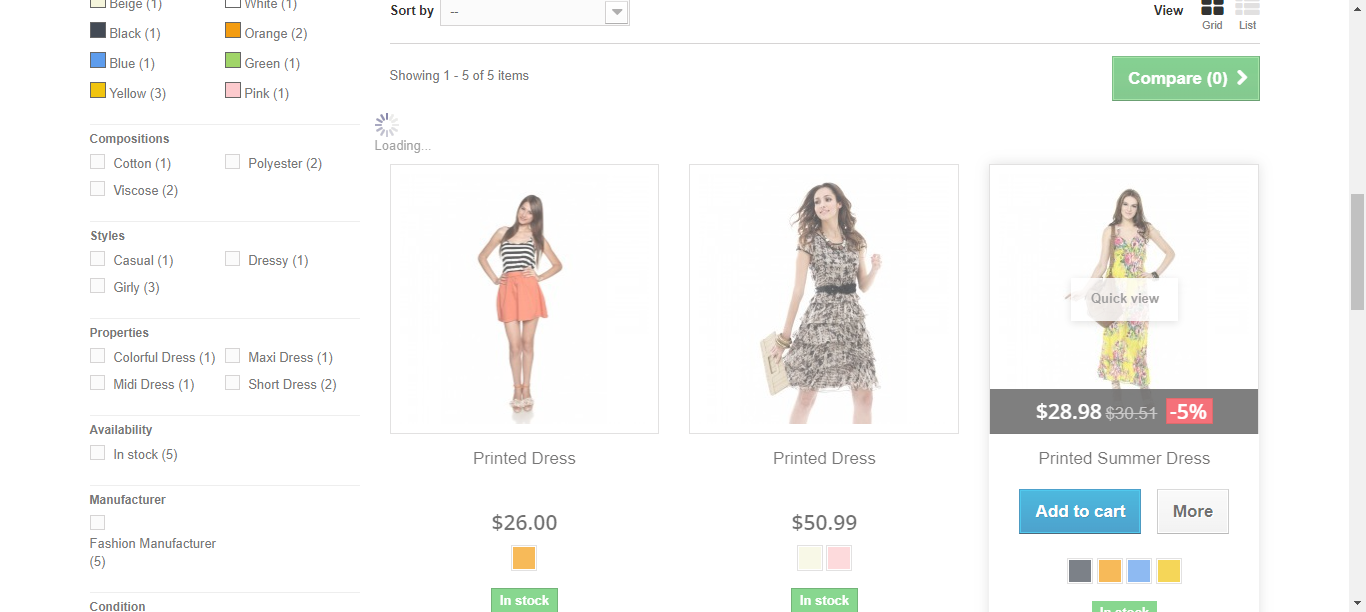 Beige (1)
White (1)
Black (1)
Orange (2)
Blue (1)
Green (1)
Yellow (3)
Pink (1)
Compositions
Cotton (1)
Polyester (2)
Viscose (2)
Styles
Casual (1)
Dressy (1)
Girly (3)
Properties
Colorful Dress (1)
Maxi Dress (1)
Midi Dress (1)
Short Dress (2)
Availability
In stock (5)
Manufacturer
Fashion Manufacturer
(5)
Condition
Sort by
--
View
Grid
List
Showing 1 - 5 of 5 items
Compare (0)
Loading...
Printed Dress
$26.00
In stock
Printed Dress
$50.99
In stock
Quick view
$28.98 $30.51 -5%
Printed Summer Dress
Add to cart
More
In stock